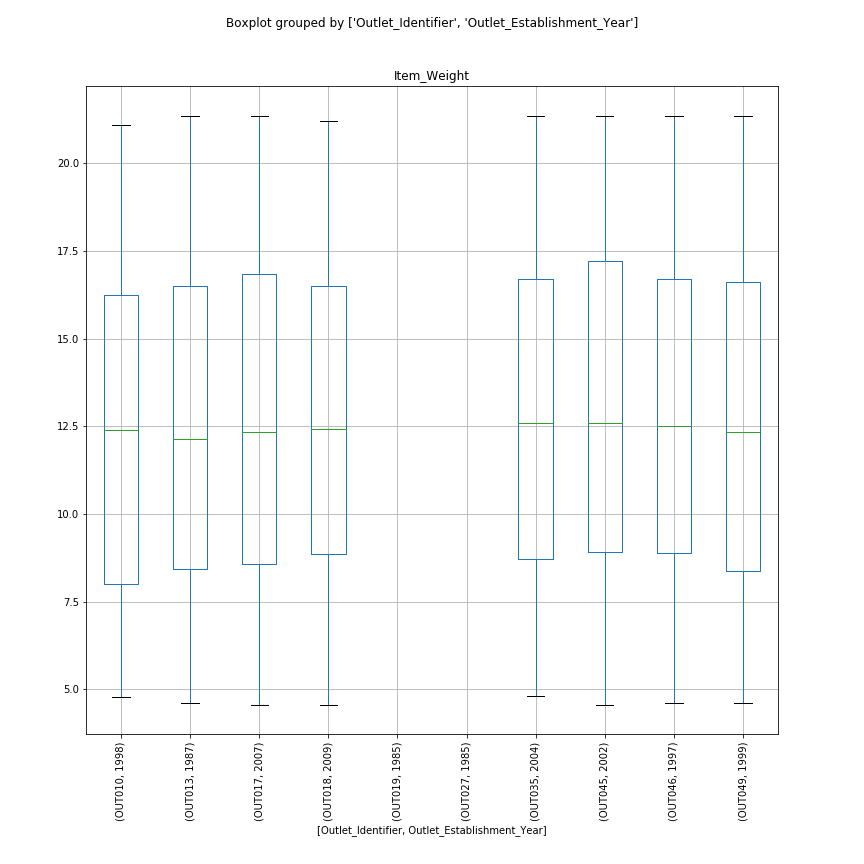 Boxplot grouped by ['Outlet_Identifier', 'Outlet_Establishment_Year']
Item_Weight
20.0
17.5
15.0
12.5
10.0
7.5
5.0
(OUT010, 1998)
(OUT013, 1987)
(OUT017, 2007)
(OUT018, 2009)
(OUT019, 1985)
(OUT027, 1985)
(OUT035, 2004)
(OUT045, 2002)
(OUT046, 1997)
(OUT049, 1999)
[Outlet_Identifier, Outlet_Establishment_Year]